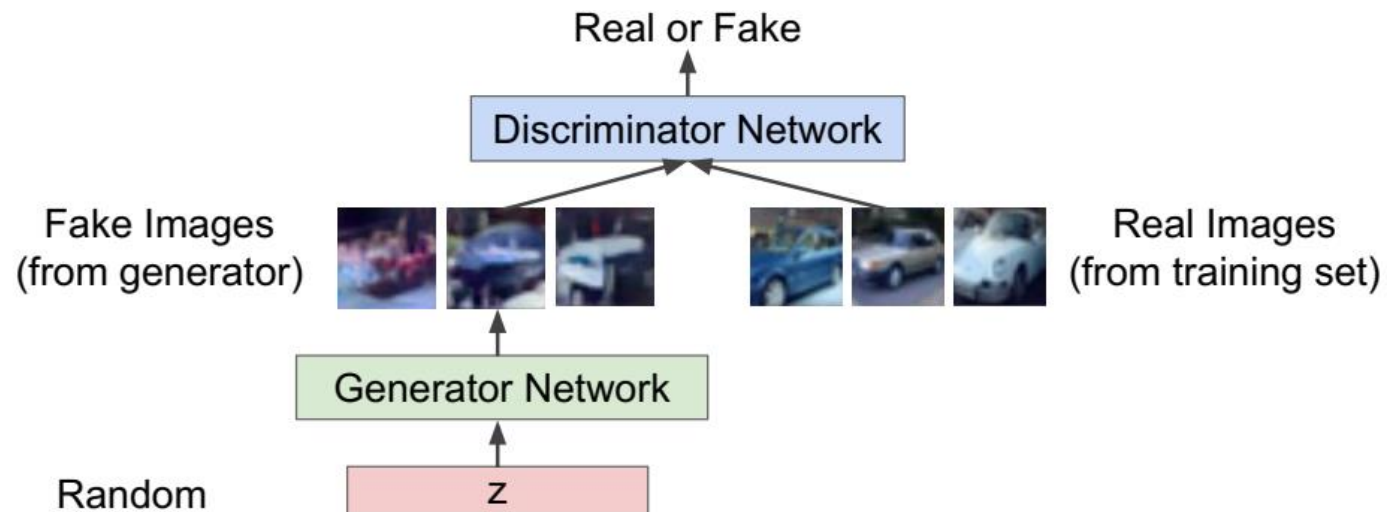 Real or Fake
Discriminator Network
Fake Images
(from generator)
Real Images
(from training set)
Generator Network
Random
z